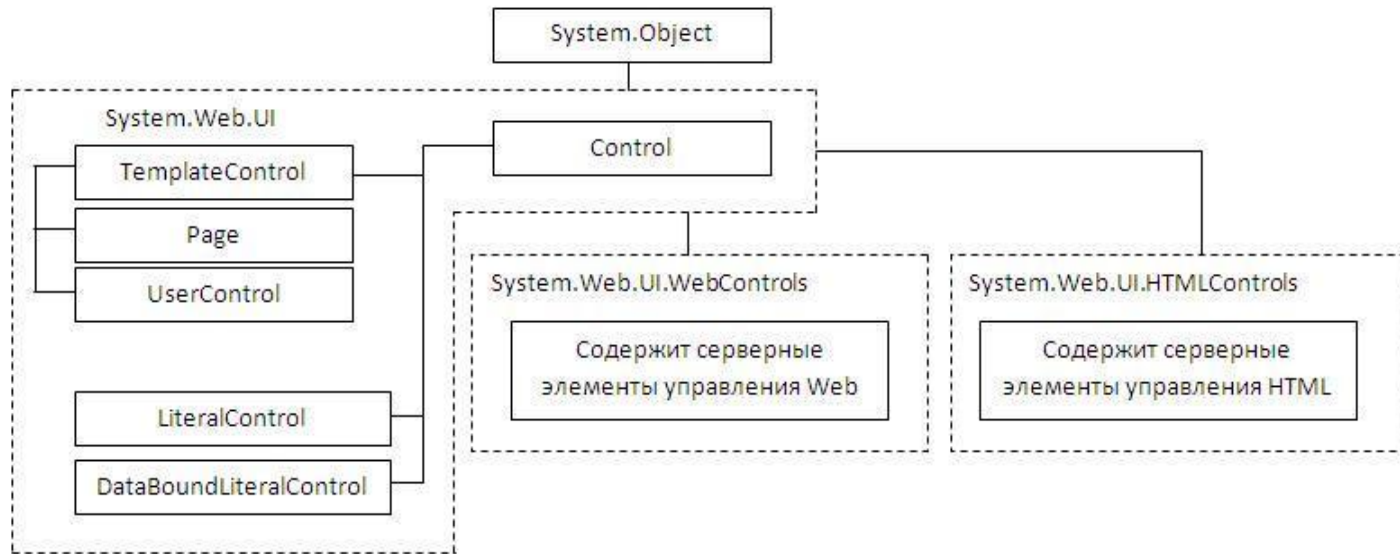 System.Object
System.Web.UI
Control
TemplateControl
Page
UserControl
LiteralControl
DataBoundLiteralControl
System.Web.UI.WebControls
Содержит серверные
элементы управления Web
System.Web.UI.HTMLControls
Содержит серверные
элементы управления HTML